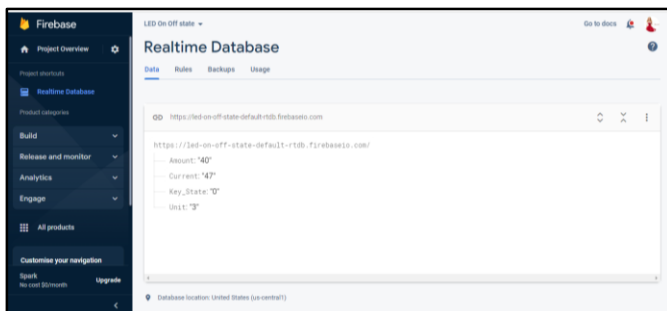 Firebase
LED On Off state
Go to docs
Project Overview
Realtime Database
Project shortcuts
Data Rules Backups Usage
Realtime Database
Product categories
https://led-on-off-state-default-rtdb.firebaseio.com
Build
https://led-on-off-state-default-rtdb.firebaseio.com/
Release and monitor
Amount: "40"
Analytics
Current: "47"
Key_State: "0"
Engage
Unit: "3"
All products
Customise your navigation
Spark
No cost $0/month
Upgrade
Database location: United States (us-central1)